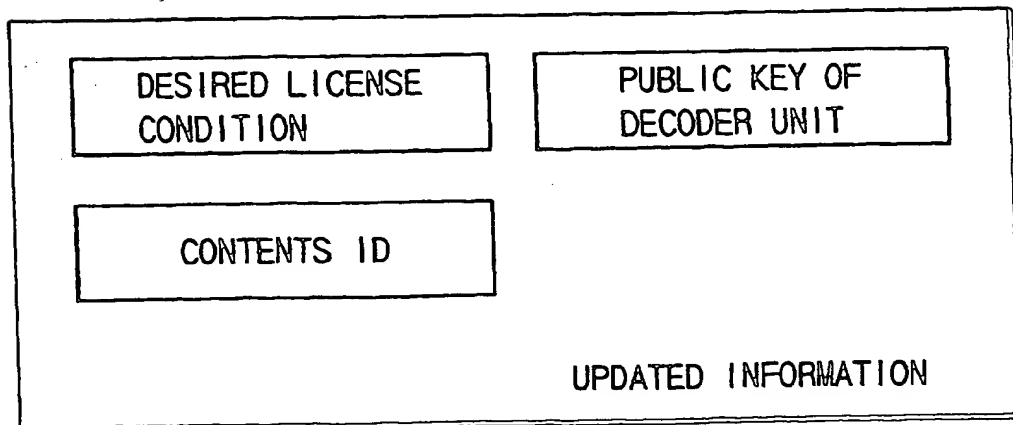 DESIRED LICENSE
CONDITION
PUBLIC KEY OF
DECODER UNIT
CONTENTS ID
UPDATED INFORMATION